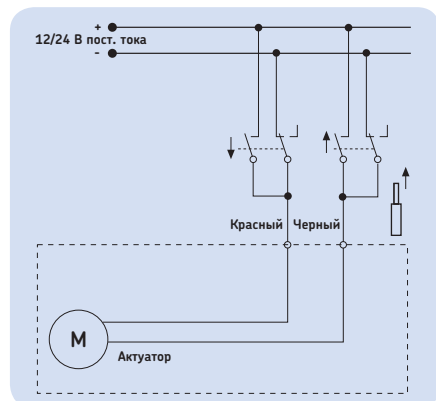 +
12/24 В пост. тока
-
Красный Черный
M
Актуатор